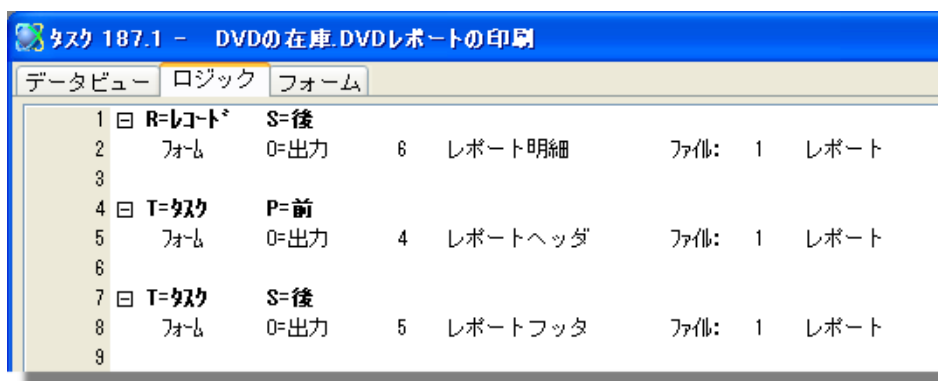 ﾀｽｸ 187.1 - DVDの在庫.DVDレポートの印刷
データビュー ロジック フォーム
1 R=ﾚｺｰﾄﾞ S=後
2 ﾌｫｰﾑ O=出力 6 レポート明細 ﾌｧｲﾙ: 1 レポート
3
4 T=ﾀｽｸ P=前
5 ﾌｫｰﾑ O=出力 4 レポートヘッダ ﾌｧｲﾙ: 1 レポート
6
7 T=ﾀｽｸ S=後
8 ﾌｫｰﾑ O=出力 5 レポートフッタ ﾌｧｲﾙ: 1 レポート
9